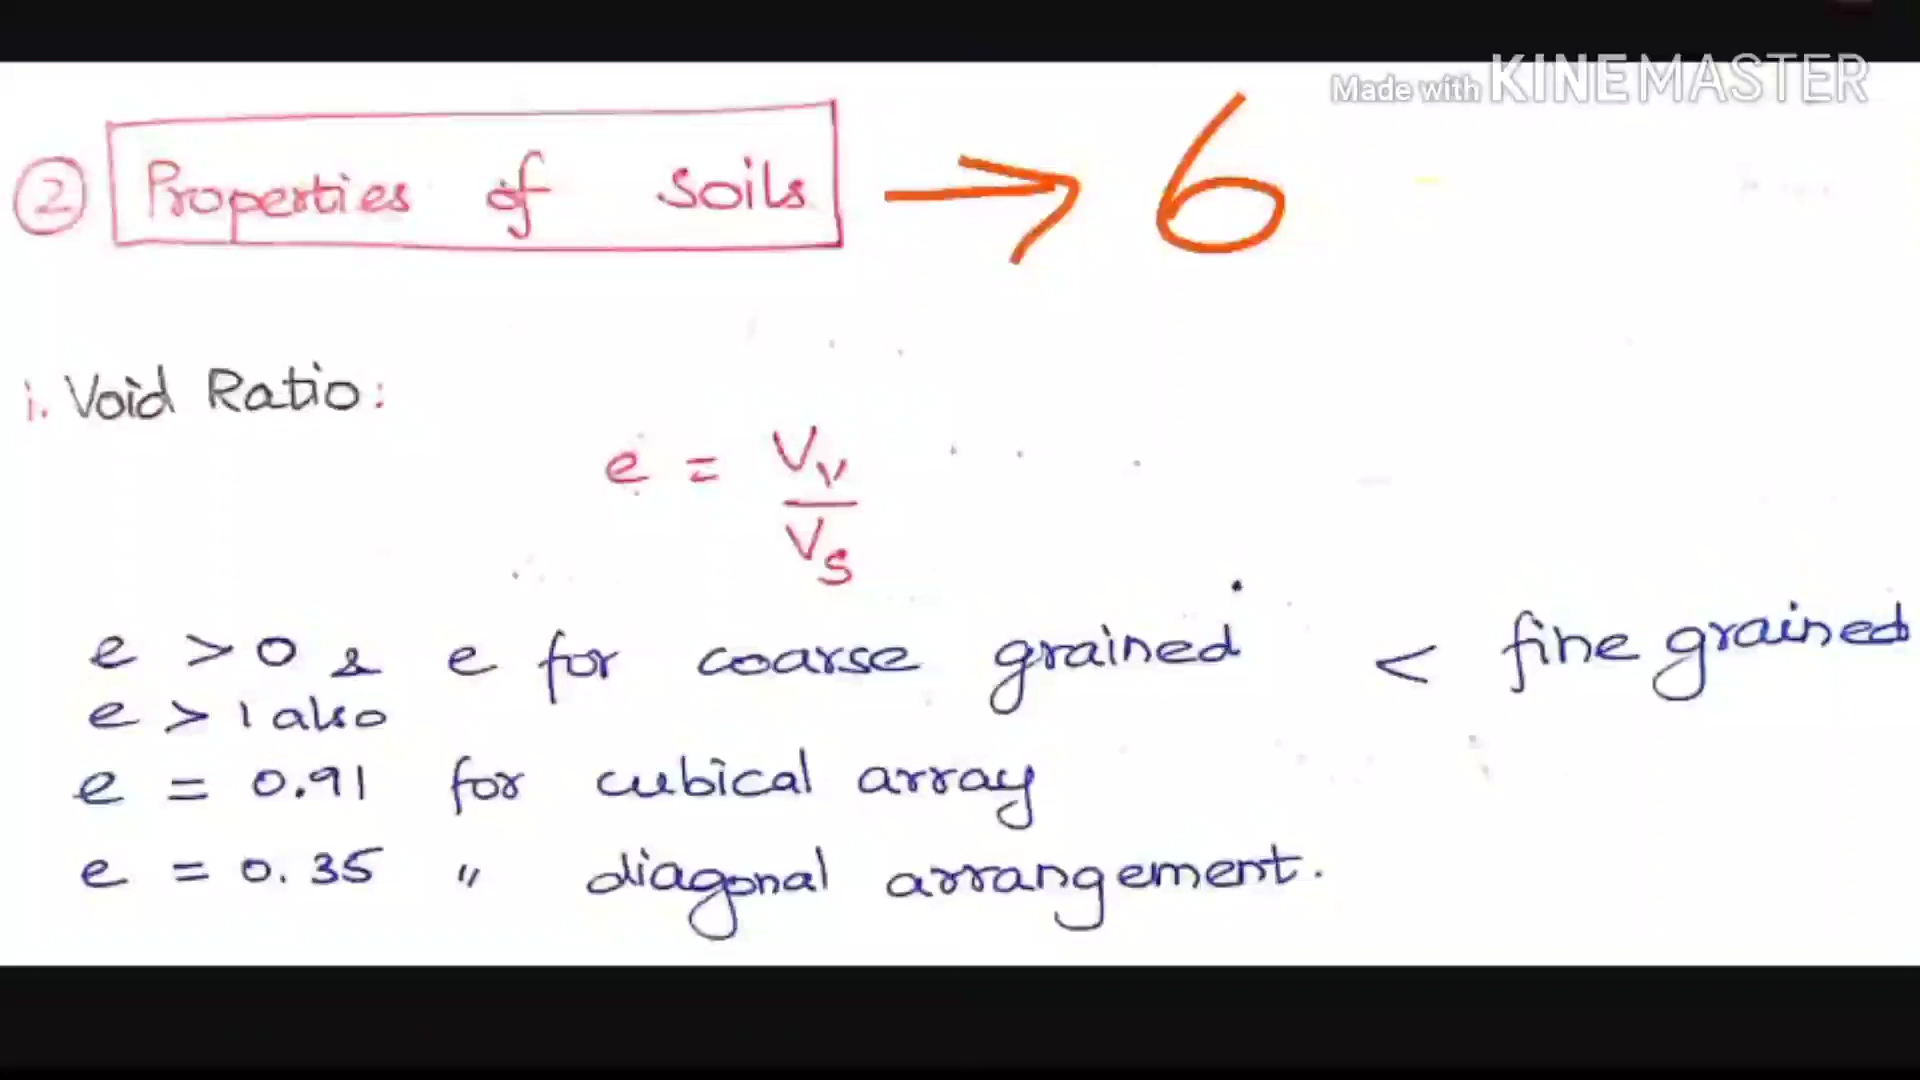 Made with KINEMASTER
② Properties of Soils → 6
i. Void Ratio:
e = Vv
Vs
e > 0 & e for coarse grained < fine grained
e > 1 also
e = 0.91 for cubical array
e = 0.35 〃 diagonal arrangement.